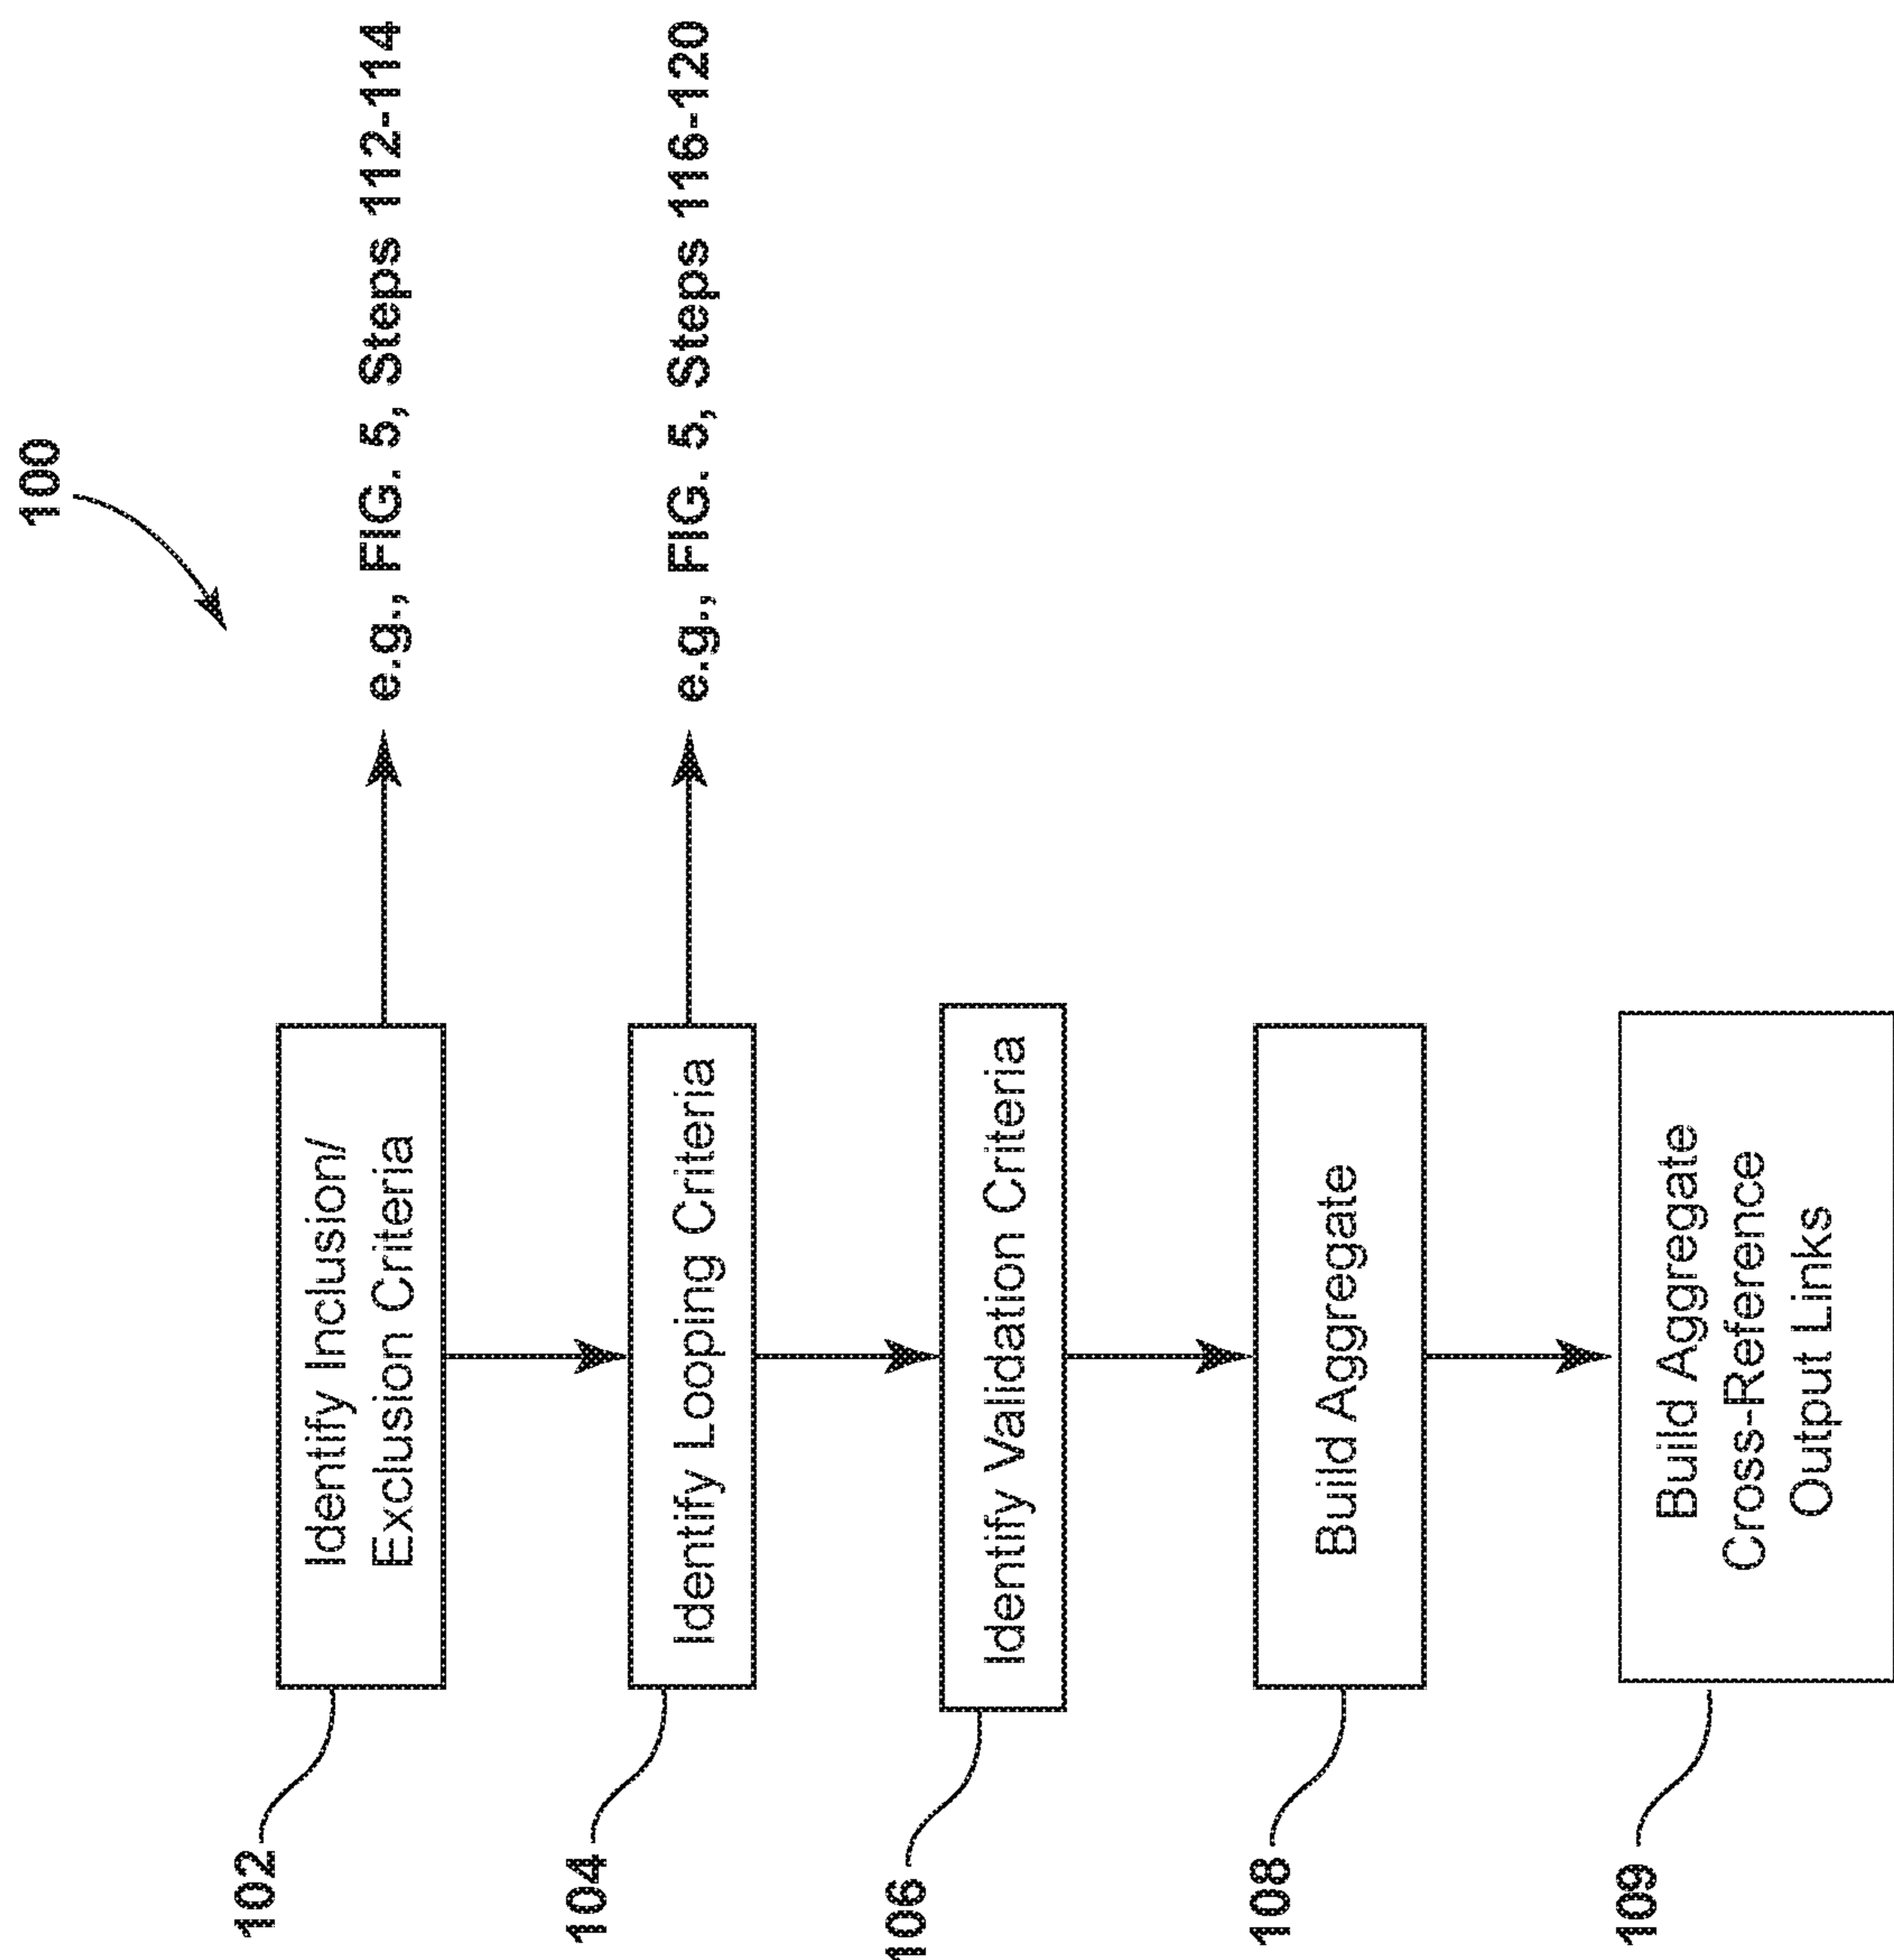 100
102
Identify Inclusion/
Exclusion Criteria
e.g., FIG. 5, Steps 112-114
104
Identify Looping Criteria
e.g., FIG. 5, Steps 116-120
106
Identify Validation Criteria
108
Build Aggregate
109
Build Aggregate
Cross-Reference
Output Links